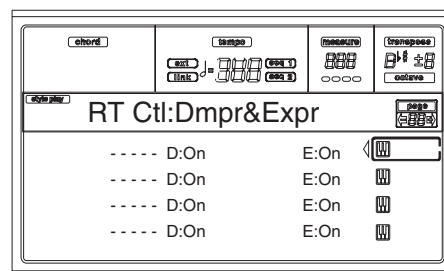 chord tempo measure transpose
ext seq 1
link seq 2
octave
style play
RT Ctl:Dmpr&Expr
page
- - - - - D:On E:On
- - - - - D:On E:On
- - - - - D:On E:On
- - - - - D:On E:On